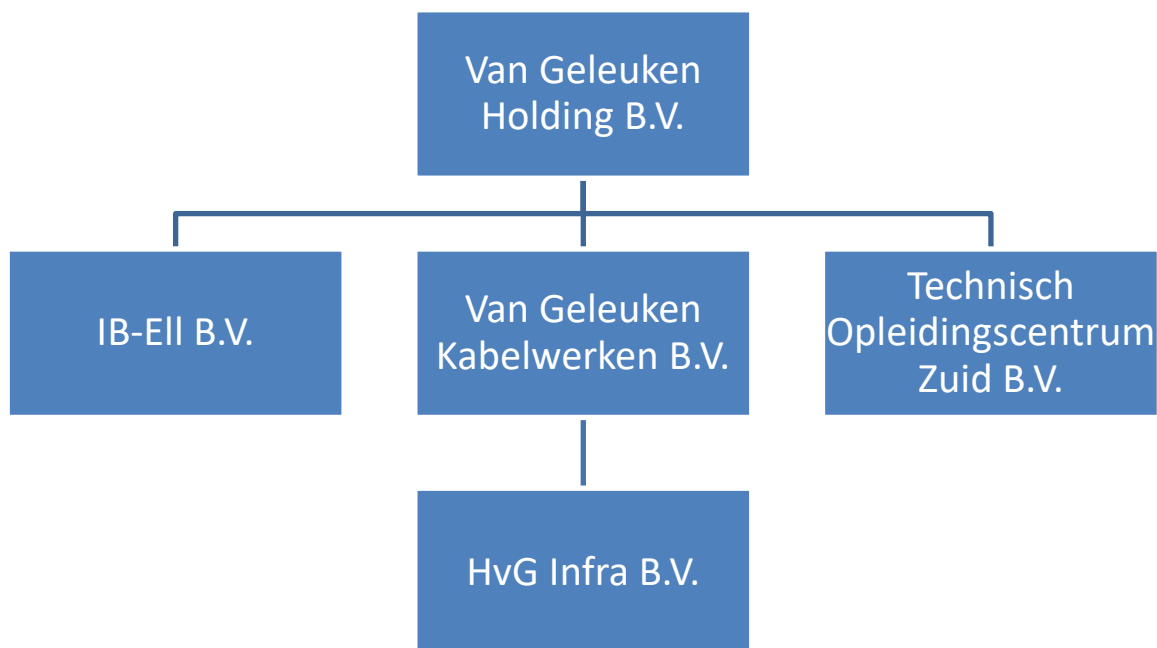 Van Geleuken
Holding B.V.
IB-Ell B.V.
Van Geleuken
Kabelwerken B.V.
Technisch
Opleidingscentrum
Zuid B.V.
HvG Infra B.V.